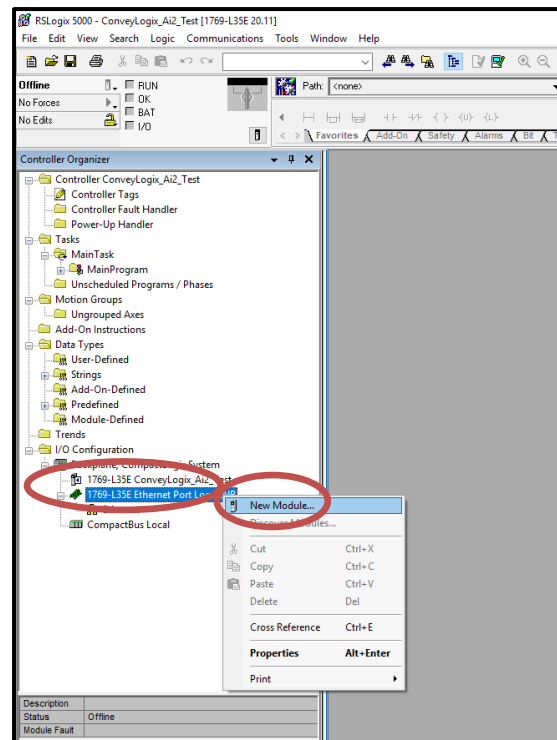 RSLogix 5000 - ConveyLogix_Ai2_Test [1769-L35E 20.11]
File Edit View Search Logic Communications Tools Window Help
Offline
RUN
Path: <none>
No Forces
OK
No Edits
BAT
I/O
Favorites Add-On Safety Alarms Bit
Controller Organizer
Controller ConveyLogix_Ai2_Test
Controller Tags
Controller Fault Handler
Power-Up Handler
Tasks
MainTask
MainProgram
Unscheduled Programs / Phases
Motion Groups
Ungrouped Axes
Add-On Instructions
Data Types
User-Defined
Strings
Add-On-Defined
Predefined
Module-Defined
Trends
I/O Configuration
Backplane, CompactLogix System
1769-L35E ConveyLogix_Ai2_Test
1769-L35E Ethernet Port
CompactBus Local
New Module...
Discover Modules...
Cut Ctrl+X
Copy Ctrl+C
Paste Ctrl+V
Delete Del
Cross Reference Ctrl+E
Properties Alt+Enter
Print
Description
Status Offline
Module Fault